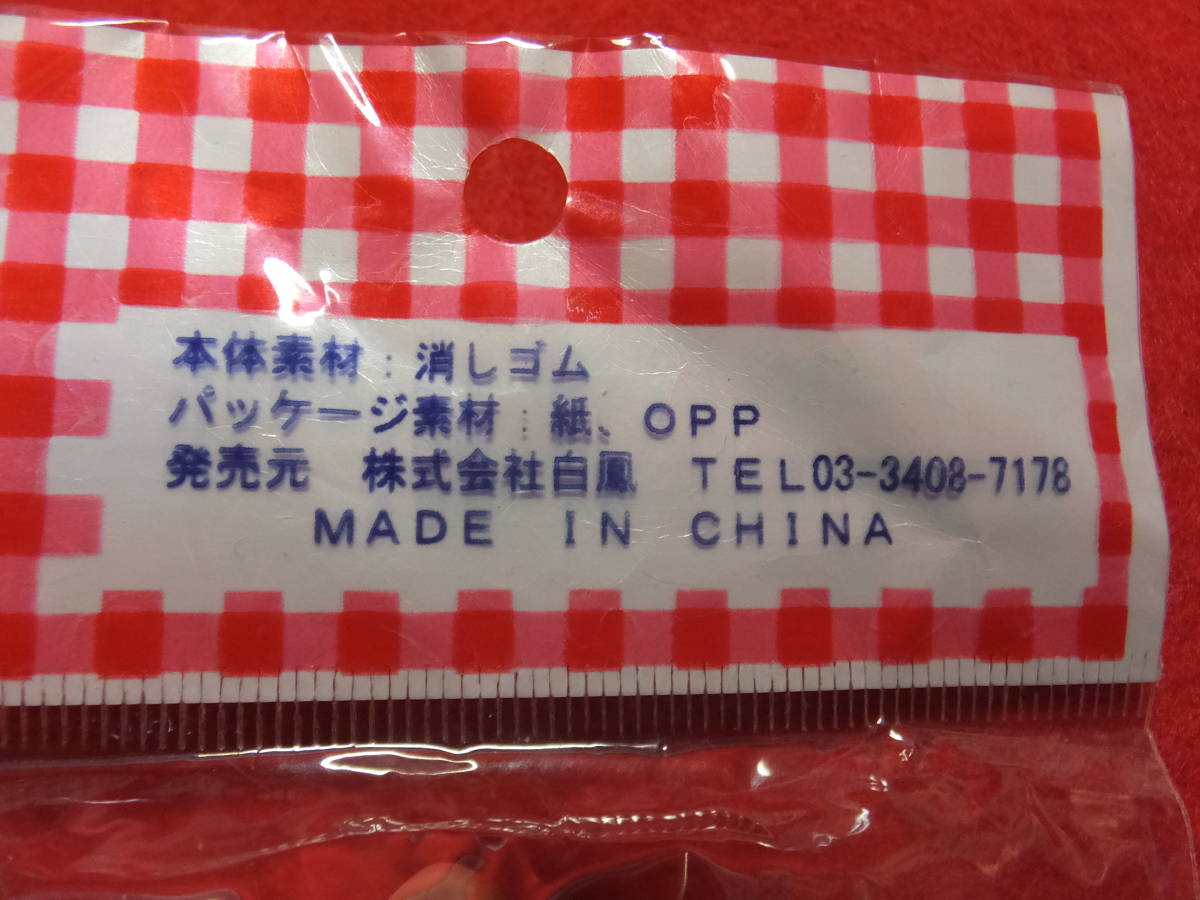 本体素材：消しゴム
パッケージ素材：紙、ＯＰＰ
発売元　株式会社白鳳　ＴＥＬ03-3408-7178
ＭＡＤＥ　ＩＮ　ＣＨＩＮＡ